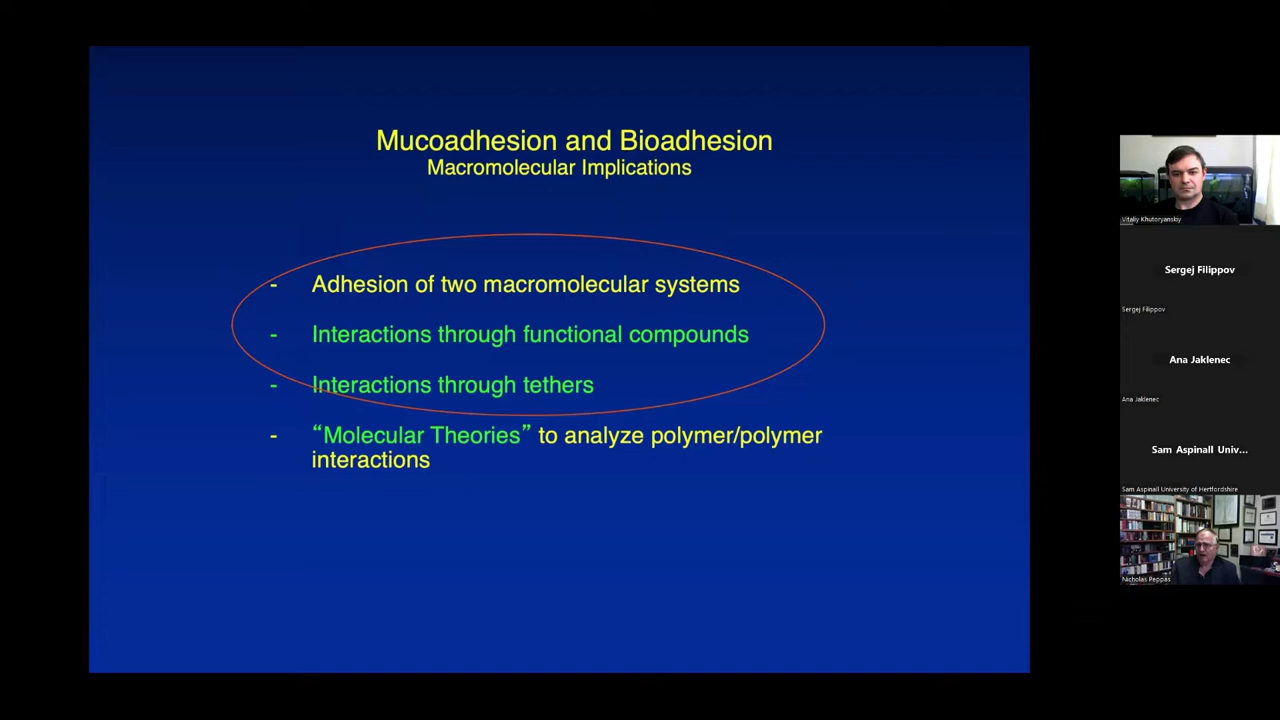 Mucoadhesion and Bioadhesion
Macromolecular Implications
- Adhesion of two macromolecular systems
- Interactions through functional compounds
- Interactions through tethers
- “Molecular Theories” to analyze polymer/polymer
interactions
Vitaliy Khutoryanskiy
Sergej Filippov
Sergej Filippov
Ana Jaklenec
Ana Jaklenec
Sam Aspinall Univ...
Sam Aspinall University of Hertfordshire
Nicholas Peppas